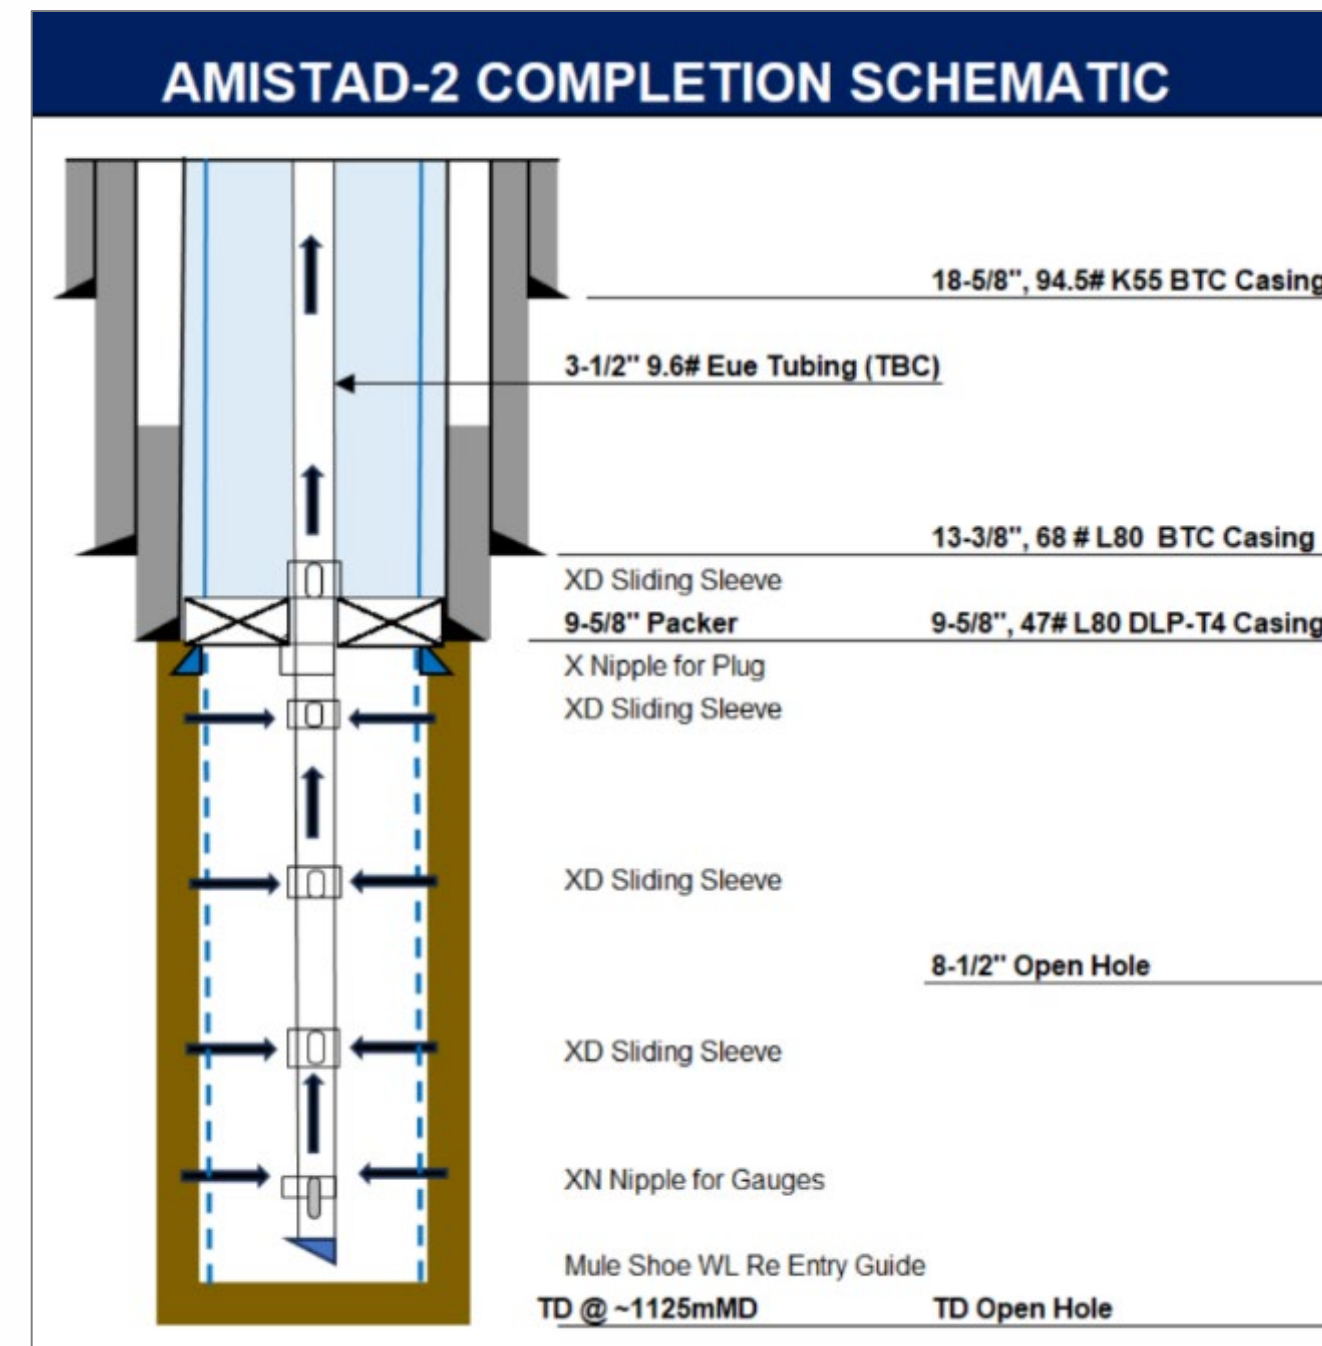 AMISTAD-2 COMPLETION SCHEMATIC
18-5/8", 94.5# K55 BTC Casing
3-1/2" 9.6# Eue Tubing (TBC)
13-3/8", 68 # L80 BTC Casing
XD Sliding Sleeve
9-5/8" Packer 9-5/8", 47# L80 DLP-T4 Casing
X Nipple for Plug
XD Sliding Sleeve
XD Sliding Sleeve
8-1/2" Open Hole
XD Sliding Sleeve
XN Nipple for Gauges
Mule Shoe WL Re Entry Guide
TD @ ~1125mMD TD Open Hole